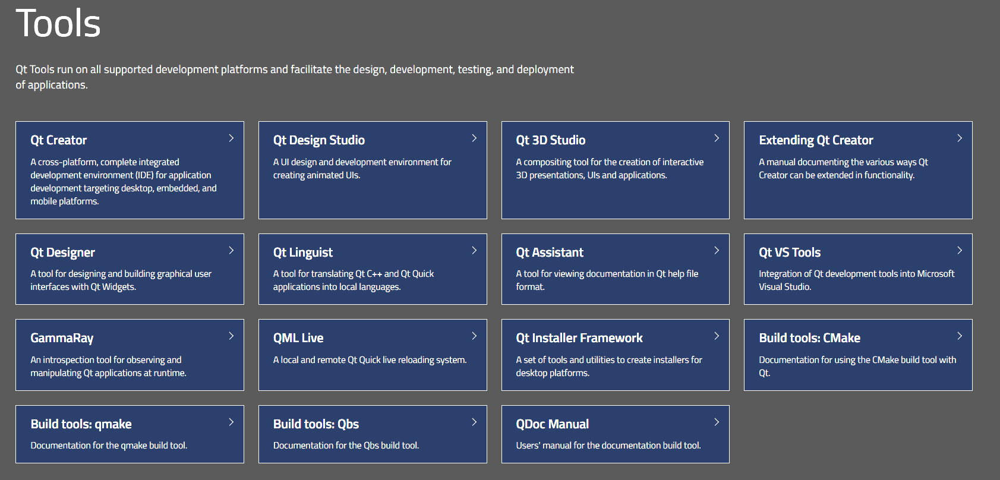 Tools
Qt Tools run on all supported development platforms and facilitate the design, development, testing, and deployment
of applications.
Qt Creator
A cross-platform, complete integrated
development environment (IDE) for application
development targeting desktop, embedded, and
mobile platforms.
Qt Design Studio
A UI design and development environment for
creating animated UIs.
Qt 3D Studio
A compositing tool for the creation of interactive
3D presentations, UIs and applications.
Extending Qt Creator
A manual documenting the various ways Qt
Creator can be extended in functionality.
Qt Designer
A tool for designing and building graphical user
interfaces with Qt Widgets.
Qt Linguist
A tool for translating Qt C++ and Qt Quick
applications into local languages.
Qt Assistant
A tool for viewing documentation in Qt help file
format.
Qt VS Tools
Integration of Qt development tools into Microsoft
Visual Studio.
GammaRay
An introspection tool for observing and
manipulating Qt applications at runtime.
QML Live
A local and remote Qt Quick live reloading system.
Qt Installer Framework
A set of tools and utilities to create installers for
desktop platforms.
Build tools: CMake
Documentation for using the CMake build tool with
Qt.
Build tools: qmake
Documentation for the qmake build tool.
Build tools: Qbs
Documentation for the Qbs build tool.
QDoc Manual
Users' manual for the documentation build tool.